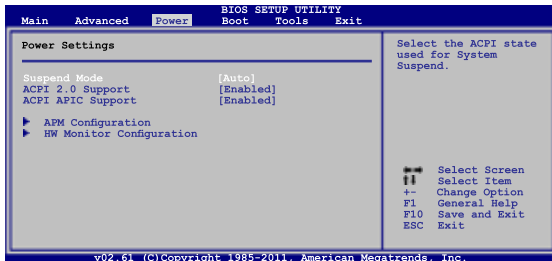 BIOS SETUP UTILITY
Main Advanced Power Boot Tools Exit
Power Settings
Suspend Mode [Auto]
ACPI 2.0 Support [Enabled]
ACPI APIC Support [Enabled]
APM Configuration
HW Monitor Configuration
Select the ACPI state
used for System
Suspend.
Select Screen
Select Item
+- Change Option
F1 General Help
F10 Save and Exit
ESC Exit
v02.61 (C)Copyright 1985-2011, American Megatrends, Inc.